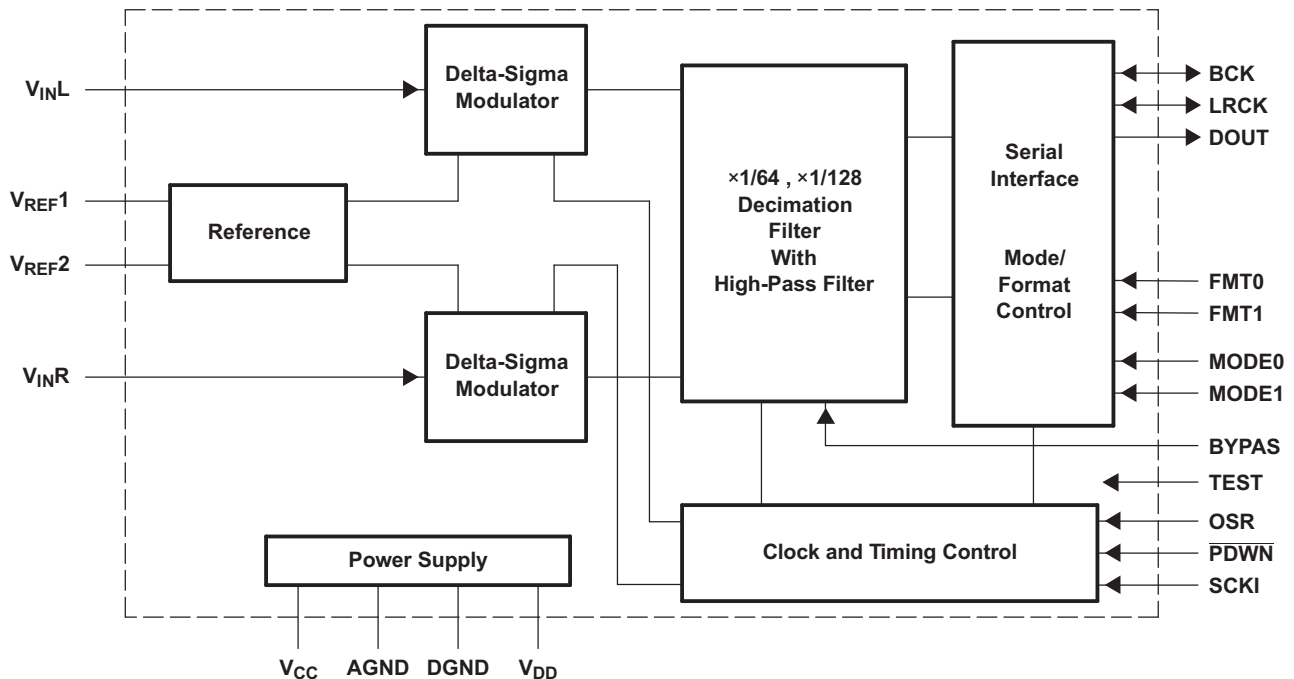 V_INL
V_REF1
V_REF2
V_INR
Delta-Sigma
Modulator
Reference
Delta-Sigma
Modulator
×1/64 , ×1/128
Decimation
Filter
With
High-Pass Filter
Serial
Interface
Mode/
Format
Control
BCK
LRCK
DOUT
FMT0
FMT1
MODE0
MODE1
BYPAS
TEST
OSR
PDWN
SCKI
Clock and Timing Control
Power Supply
V_CC AGND DGND V_DD